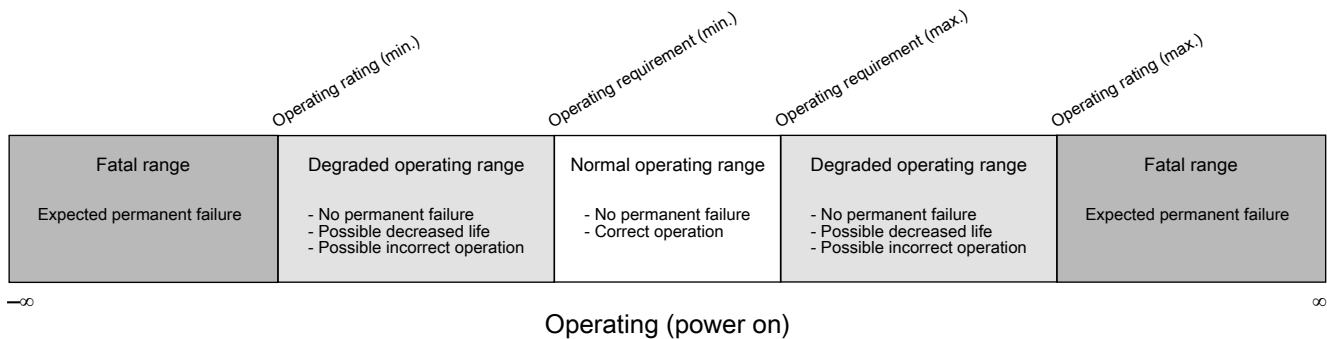 Operating rating (min.)
Operating requirement (min.)
Operating requirement (max.)
Operating rating (max.)
Fatal range
Expected permanent failure
Degraded operating range
- No permanent failure
- Possible decreased life
- Possible incorrect operation
Normal operating range
- No permanent failure
- Correct operation
Degraded operating range
- No permanent failure
- Possible decreased life
- Possible incorrect operation
Fatal range
Expected permanent failure
–∞
∞
Operating (power on)